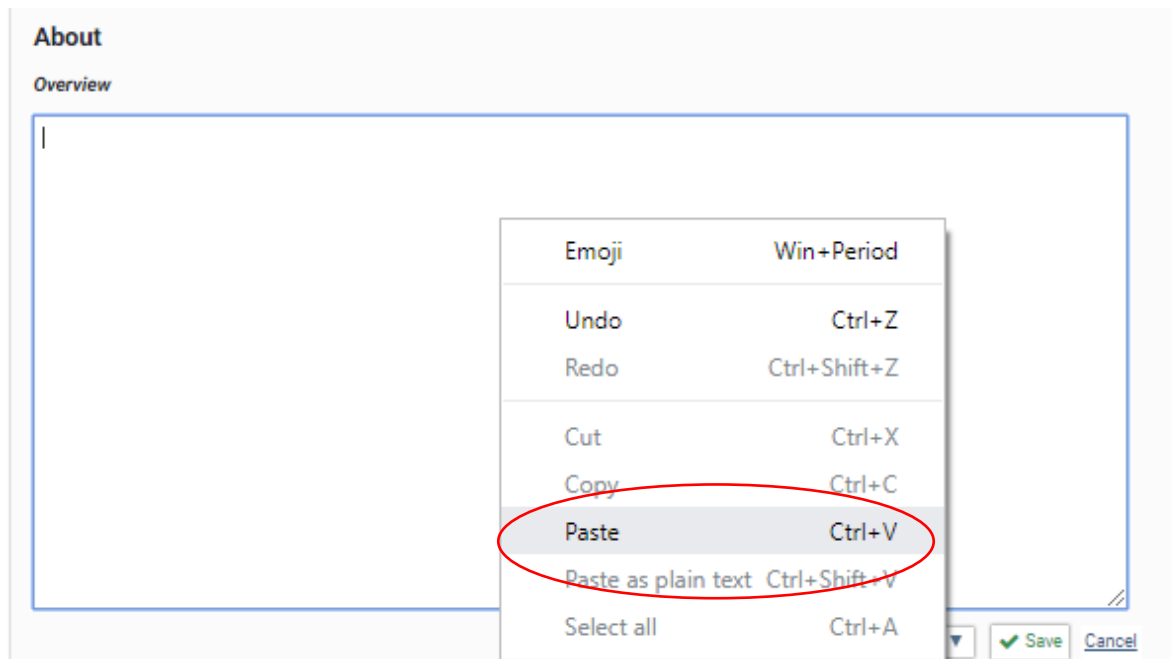 About
Overview
Emoji Win+Period
Undo Ctrl+Z
Redo Ctrl+Shift+Z
Cut Ctrl+X
Copy Ctrl+C
Paste Ctrl+V
Paste as plain text Ctrl+Shift+V
Select all Ctrl+A
Save Cancel